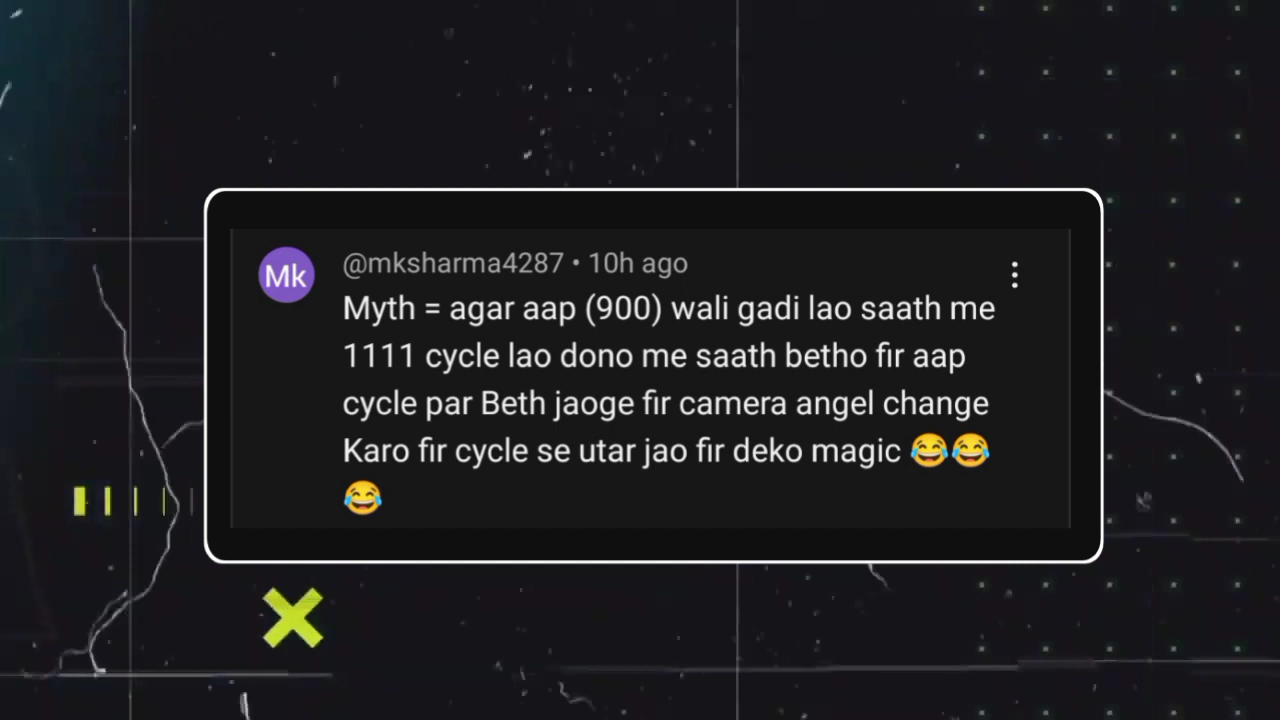 Mk
@mksharma4287 • 10h ago
Myth = agar aap (900) wali gadi lao saath me
1111 cycle lao dono me saath betho fir aap
cycle par Beth jaoge fir camera angel change
Karo fir cycle se utar jao fir deko magic 😂😂
😂